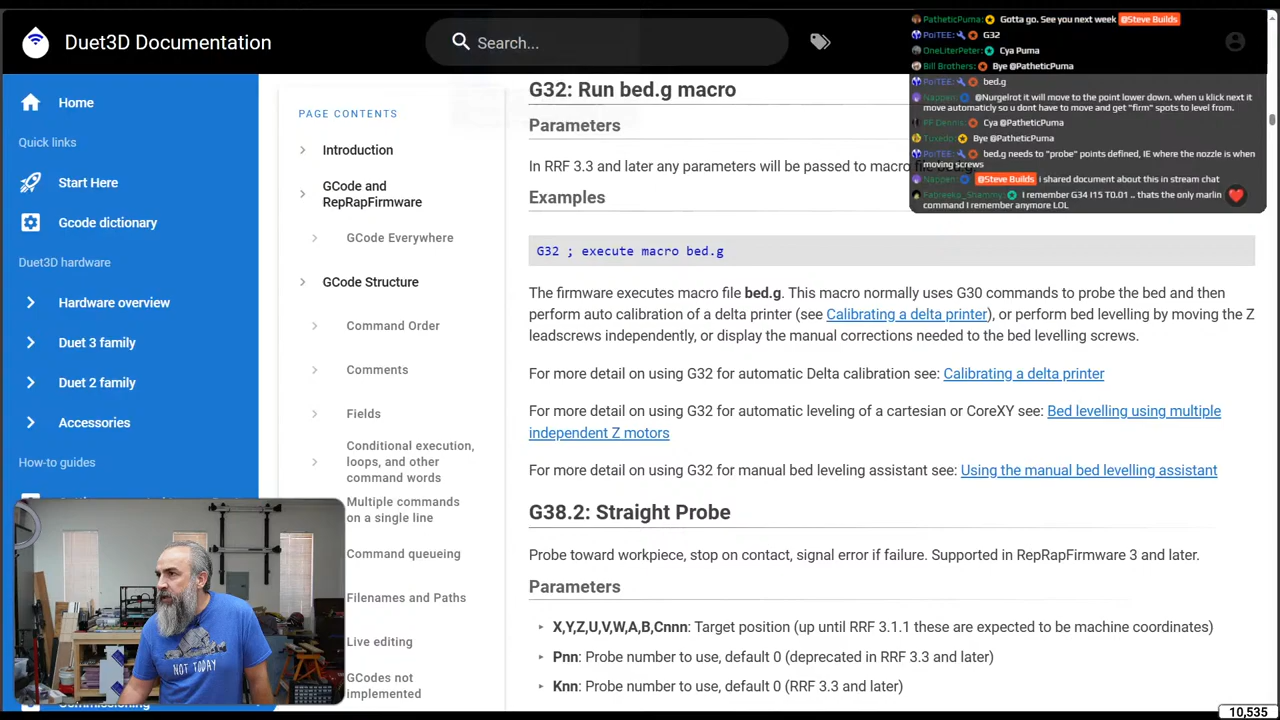 Duet3D Documentation
Search...
PatheticPuma: Gotta go. See you next week @Steve Builds
PolTEE: G32
OneLiterPeter: Cya Puma
Bill Brothers: Bye @PatheticPuma
PolTEE: bed.g
Nappen: @Nurgelrot it will move to the point lower down. when u klick next it
move automaticly so u dont have to move and get "firm" spots to level from.
FF Dennis: Cya @PatheticPuma
Tuxedo: Bye @PatheticPuma
PolTEE: bed.g needs to "probe" points defined, IE where the nozzle is when
moving screws
Nappen: @Steve Builds i shared document about this in stream chat
I remember G34 I15 T0.01 .. thats the only marlin
command I remember anymore LOL
Home
Quick links
Start Here
Gcode dictionary
Duet3D hardware
Hardware overview
Duet 3 family
Duet 2 family
Accessories
How-to guides
Commissioning
PAGE CONTENTS
Introduction
GCode and
RepRapFirmware
GCode Everywhere
GCode Structure
Command Order
Comments
Fields
Conditional execution,
loops, and other
command words
Multiple commands
on a single line
Command queueing
Filenames and Paths
Live editing
GCodes not
implemented
G32: Run bed.g macro
Parameters
In RRF 3.3 and later any parameters will be passed to macro file bed.g.
Examples
G32 ; execute macro bed.g
The firmware executes macro file bed.g. This macro normally uses G30 commands to probe the bed and then
perform auto calibration of a delta printer (see Calibrating a delta printer), or perform bed levelling by moving the Z
leadscrews independently, or display the manual corrections needed to the bed levelling screws.
For more detail on using G32 for automatic Delta calibration see: Calibrating a delta printer
For more detail on using G32 for automatic leveling of a cartesian or CoreXY see: Bed levelling using multiple
independent Z motors
For more detail on using G32 for manual bed leveling assistant see: Using the manual bed levelling assistant
G38.2: Straight Probe
Probe toward workpiece, stop on contact, signal error if failure. Supported in RepRapFirmware 3 and later.
Parameters
X,Y,Z,U,V,W,A,B,Cnnn: Target position (up until RRF 3.1.1 these are expected to be machine coordinates)
Pnn: Probe number to use, default 0 (deprecated in RRF 3.3 and later)
Knn: Probe number to use, default 0 (RRF 3.3 and later)
NOT TODAY
10,535